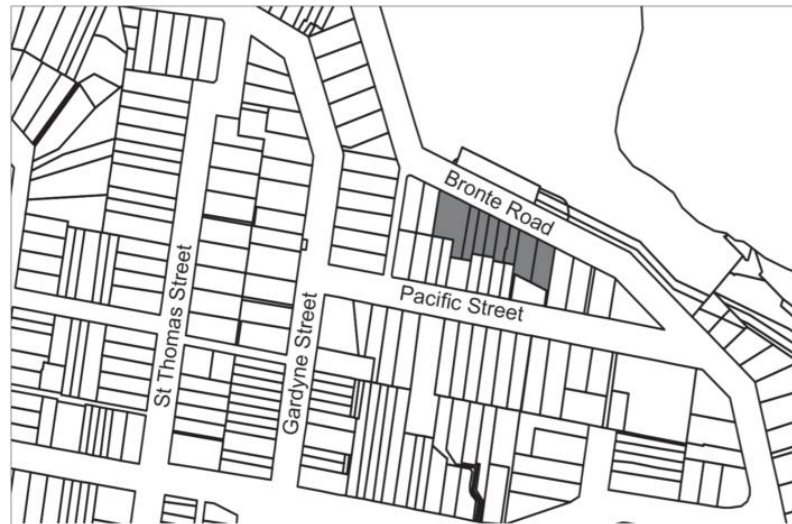 Bronte Road
Pacific Street
St Thomas Street
Gardyne Street